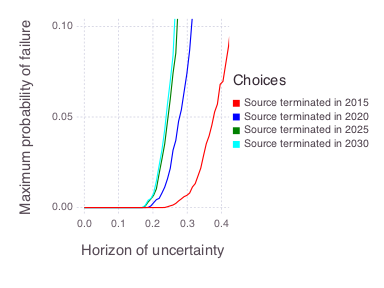 Maximum probability of failure
0.10
0.05
0.00
0.0 0.1 0.2 0.3 0.4
Horizon of uncertainty
Choices
Source terminated in 2015
Source terminated in 2020
Source terminated in 2025
Source terminated in 2030